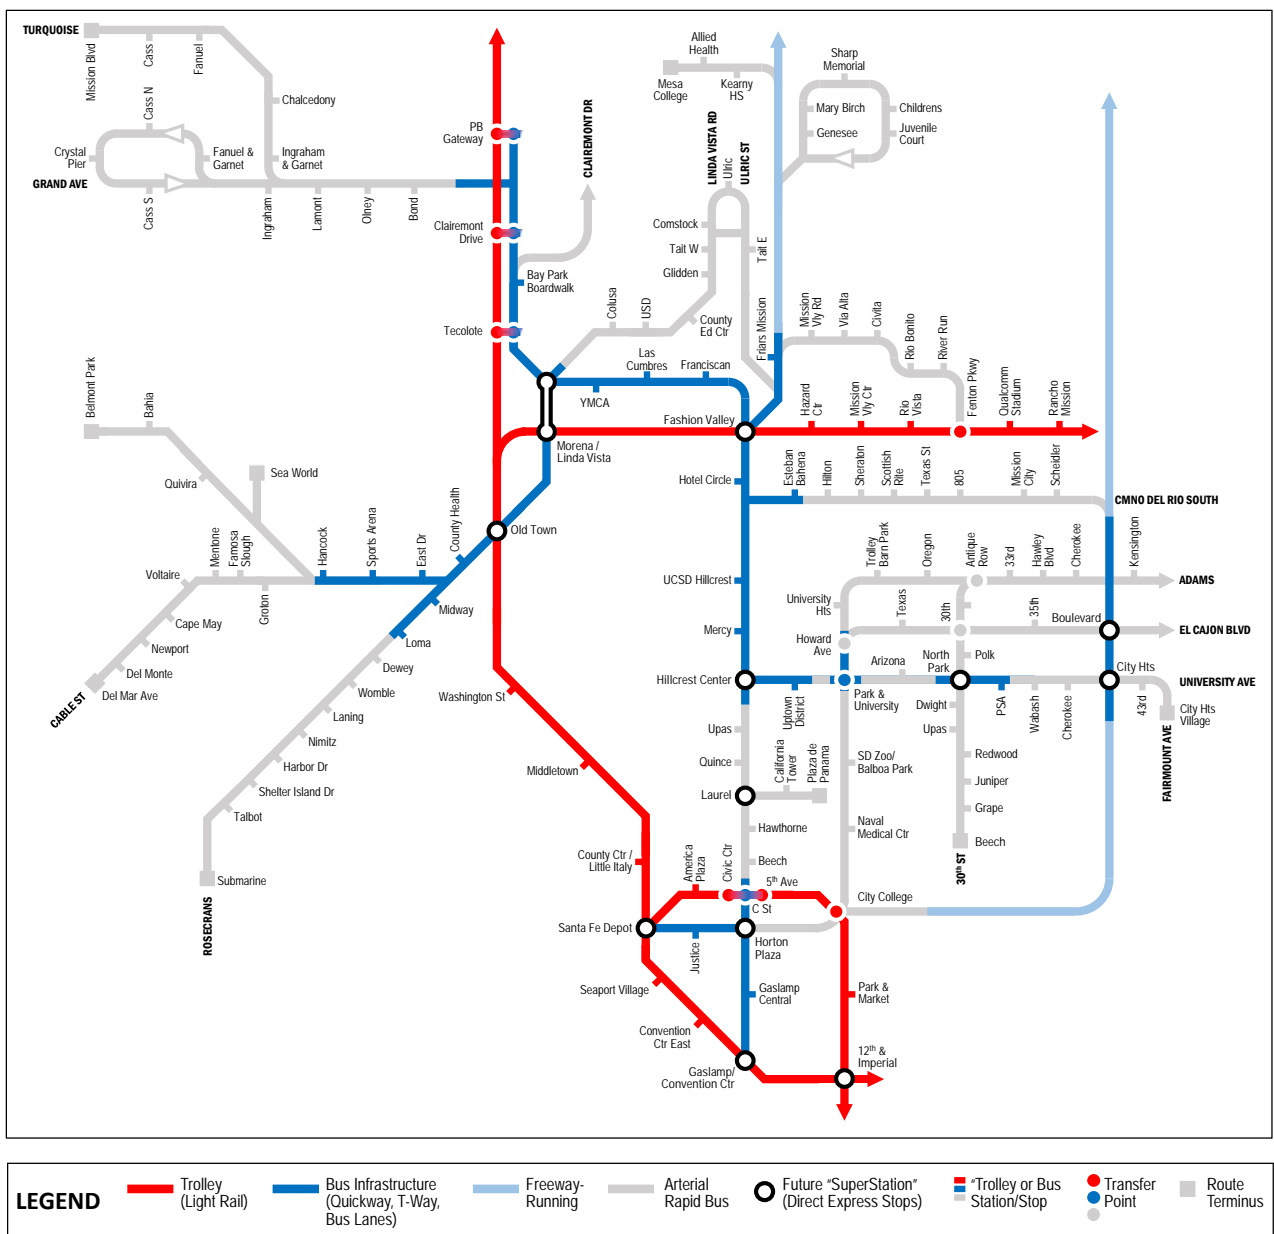 TURQUOISE
Mission Blvd
Cass
Fanuel
Chalcedony
Cass N
Crystal
Pier
Fanuel &
Garnet
Ingraham
& Garnet
GRAND AVE
Cass S
Ingraham
Lamont
Olney
Bond
PB
Gateway
Clairemont
Drive
CLAIREMONT DR
Bay Park
Boardwalk
Tecolote
Allied
Health
Mesa
College
Kearny
HS
Sharp
Memorial
Mary Birch
Genesee
Childrens
Juvenile
Court
LINDA VISTA RD
Ulric
ULRIC ST
Comstock
Tait W
Glidden
Tait E
Colusa
USD
County
Ed Ctr
Friars Mission
Mission
Vly Rd
Via Alta
Civita
Rio Bonito
River Run
Las
Cumbres
Franciscan
YMCA
Fashion Valley
Hazard
Ctr
Mission
Vly Ctr
Rio
Vista
Fenton Pkwy
Qualcomm
Stadium
Rancho
Mission
Morena /
Linda Vista
Belmont Park
Bahia
Quivira
Sea World
Hotel Circle
Esteban
Bahena
Hilton
Sheraton
Scottish
Rite
Texas St
805
Mission
City
Scheidler
CMNO DEL RIO SOUTH
Old Town
County Health
East Dr
Sports Arena
Hancock
Mentone
Famosa
Slough
Voltaire
Groton
Cape May
Newport
Del Monte
Del Mar Ave
CABLE ST
Midway
Loma
Dewey
Womble
Laning
Nimitz
Harbor Dr
Shelter Island Dr
Talbot
Submarine
ROSECRANS
UCSD Hillcrest
Mercy
Hillcrest Center
Trolley
Barn Park
Oregon
Antique
Row
33rd
Hawley
Blvd
Cherokee
Kensington
ADAMS
University
Hts
Texas
30th
35th
Boulevard
EL CAJON BLVD
Howard
Ave
Arizona
North
Park
Polk
City Hts
UNIVERSITY AVE
Uptown
District
Park &
University
Dwight
Upas
PSA
Wabash
Cherokee
43rd
City Hts
Village
FAIRMOUNT AVE
Washington St
Middletown
Upas
Quince
Laurel
California
Tower
Plaza de
Panama
SD Zoo/
Balboa Park
Redwood
Juniper
Grape
Beech
30th ST
Naval
Medical Ctr
Hawthorne
Beech
County Ctr /
Little Italy
America
Plaza
Civic Ctr
5th Ave
C St
City College
Santa Fe Depot
Justice
Horton
Plaza
Seaport Village
Gaslamp
Central
Park &
Market
Convention
Ctr East
Gaslamp/
Convention Ctr
12th &
Imperial
LEGEND
Trolley
(Light Rail)
Bus Infrastructure
(Quickway, T-Way,
Bus Lanes)
Freeway-
Running
Arterial
Rapid Bus
Future “SuperStation”
(Direct Express Stops)
“Trolley or Bus
Station/Stop
Transfer
Point
Route
Terminus